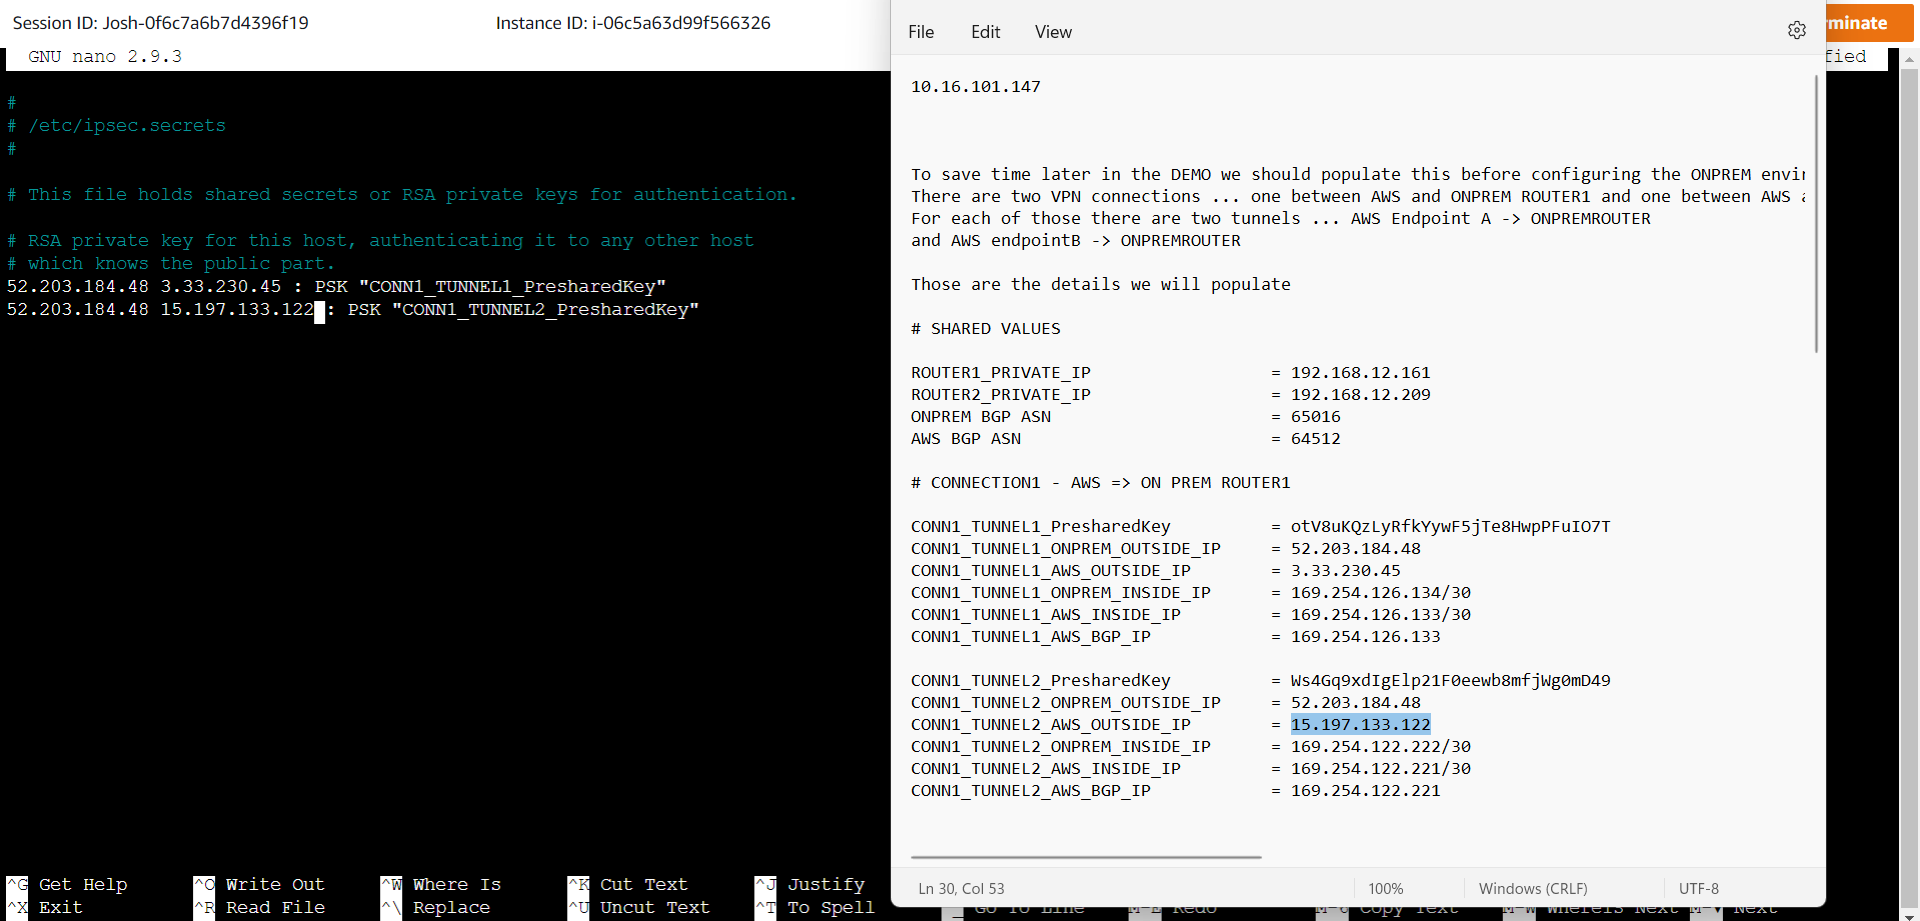 Session ID: Josh-0f6c7a6b7d4396f19
Instance ID: i-06c5a63d99f566326
GNU nano 2.9.3
#
# /etc/ipsec.secrets
#
# This file holds shared secrets or RSA private keys for authentication.
# RSA private key for this host, authenticating it to any other host
# which knows the public part.
52.203.184.48 3.33.230.45 : PSK "CONN1_TUNNEL1_PresharedKey"
52.203.184.48 15.197.133.122 : PSK "CONN1_TUNNEL2_PresharedKey"
^G Get Help ^O Write Out ^W Where Is ^K Cut Text ^J Justify
^X Exit ^R Read File ^\ Replace ^U Uncut Text ^T To Spell
File Edit View
10.16.101.147
To save time later in the DEMO we should populate this before configuring the ONPREM
There are two VPN connections ... one between AWS and ONPREM ROUTER1 and one between AWS
For each of those there are two tunnels ... AWS Endpoint A -> ONPREMROUTER
and AWS endpointB -> ONPREMROUTER
Those are the details we will populate
# SHARED VALUES
ROUTER1_PRIVATE_IP = 192.168.12.161
ROUTER2_PRIVATE_IP = 192.168.12.209
ONPREM BGP ASN = 65016
AWS BGP ASN = 64512
# CONNECTION1 - AWS => ON PREM ROUTER1
CONN1_TUNNEL1_PresharedKey = otV8uKQzLyRfkYywF5jTe8HwpPFuIO7T
CONN1_TUNNEL1_ONPREM_OUTSIDE_IP = 52.203.184.48
CONN1_TUNNEL1_AWS_OUTSIDE_IP = 3.33.230.45
CONN1_TUNNEL1_ONPREM_INSIDE_IP = 169.254.126.134/30
CONN1_TUNNEL1_AWS_INSIDE_IP = 169.254.126.133/30
CONN1_TUNNEL1_AWS_BGP_IP = 169.254.126.133
CONN1_TUNNEL2_PresharedKey = Ws4Gq9xdIgElp21F0eewb8mfjWg0mD49
CONN1_TUNNEL2_ONPREM_OUTSIDE_IP = 52.203.184.48
CONN1_TUNNEL2_AWS_OUTSIDE_IP = 15.197.133.122
CONN1_TUNNEL2_ONPREM_INSIDE_IP = 169.254.122.222/30
CONN1_TUNNEL2_AWS_INSIDE_IP = 169.254.122.221/30
CONN1_TUNNEL2_AWS_BGP_IP = 169.254.122.221
Ln 30, Col 53 100% Windows (CRLF) UTF-8